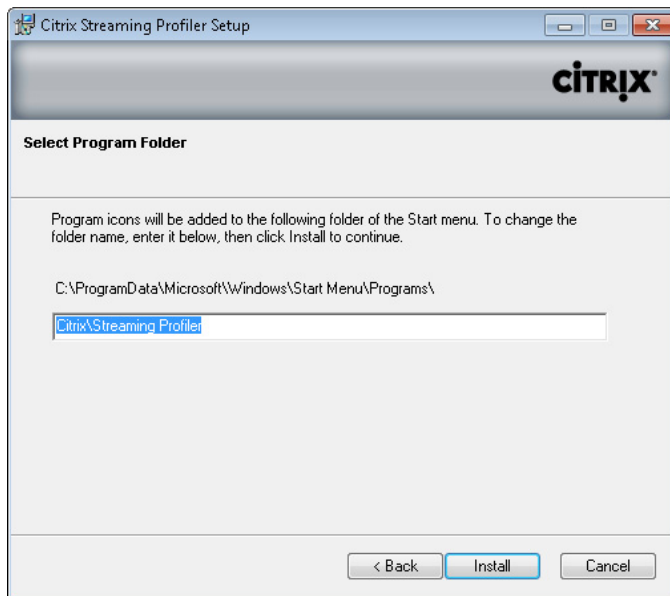 Citrix Streaming Profiler Setup
CITRIX
Select Program Folder
Program icons will be added to the following folder of the Start menu. To change the
folder name, enter it below, then click Install to continue.
C:\ProgramData\Microsoft\Windows\Start Menu\Programs\
Citrix\Streaming Profiler
< Back Install Cancel